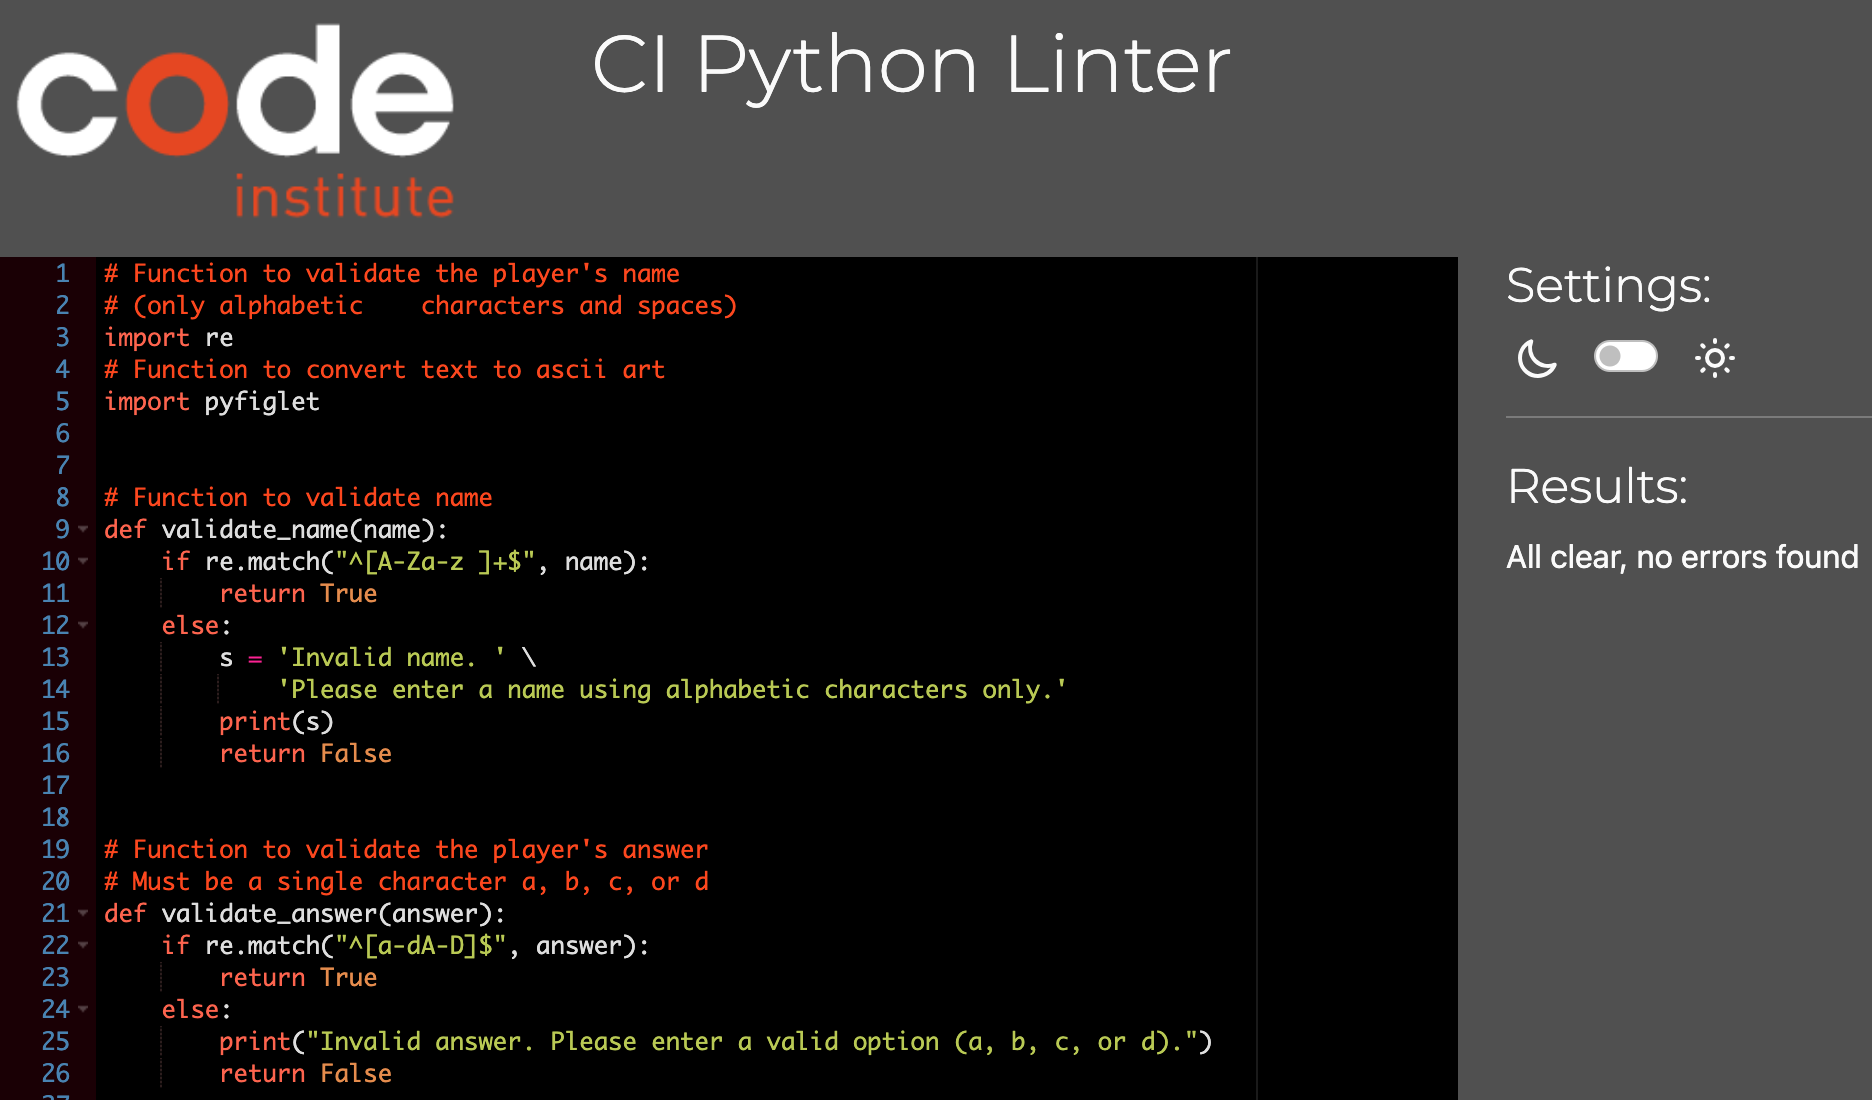 code
institute
CI Python Linter
1 # Function to validate the player's name
2 # (only alphabetic    characters and spaces)
3 import re
4 # Function to convert text to ascii art
5 import pyfiglet
6
7
8 # Function to validate name
9 def validate_name(name):
10     if re.match("^[A-Za-z ]+$", name):
11         return True
12     else:
13         s = 'Invalid name. ' \
14             'Please enter a name using alphabetic characters only.'
15         print(s)
16         return False
17
18
19 # Function to validate the player's answer
20 # Must be a single character a, b, c, or d
21 def validate_answer(answer):
22     if re.match("^[a-dA-D]$", answer):
23         return True
24     else:
25         print("Invalid answer. Please enter a valid option (a, b, c, or d).")
26         return False
Settings:
Results:
All clear, no errors found